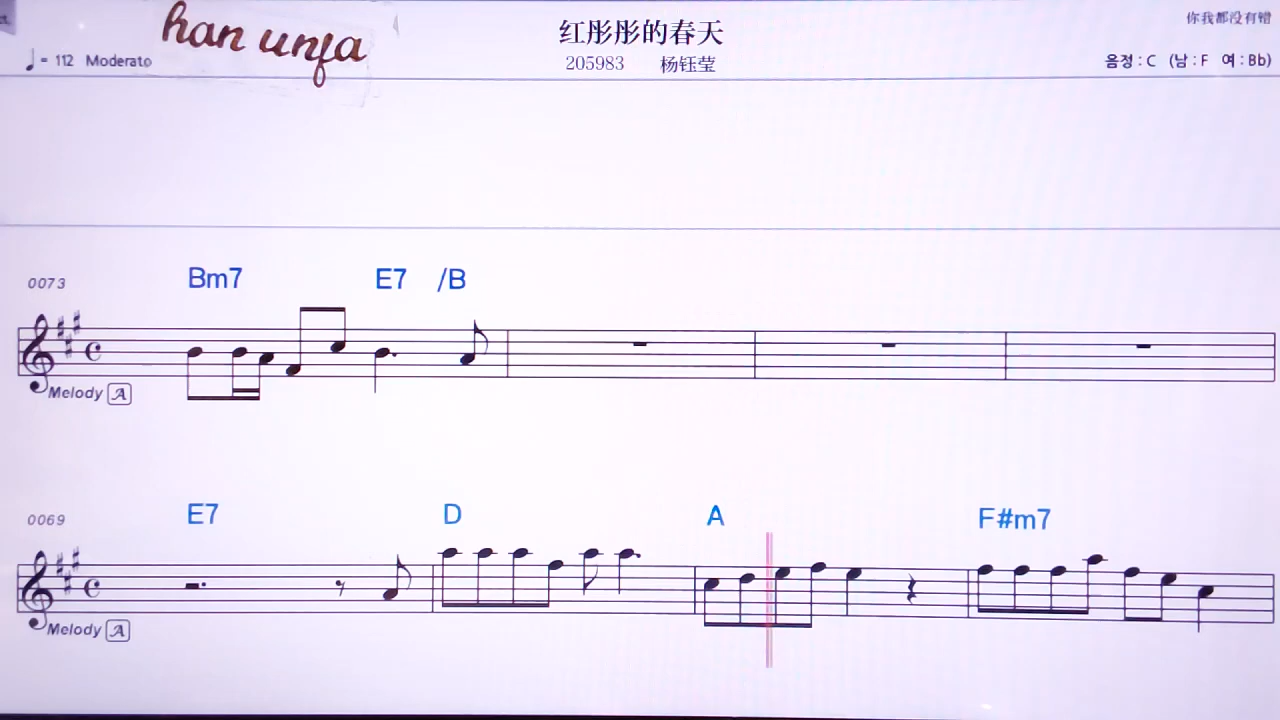 han unfa
红彤彤的春天
你我都没有错
♩ = 112 Moderato
205983 杨钰莹
음정 : C (남 : F 여 : Bb)
0073 Bm7 E7 /B
Melody A
0069 E7 D A F#m7
Melody A